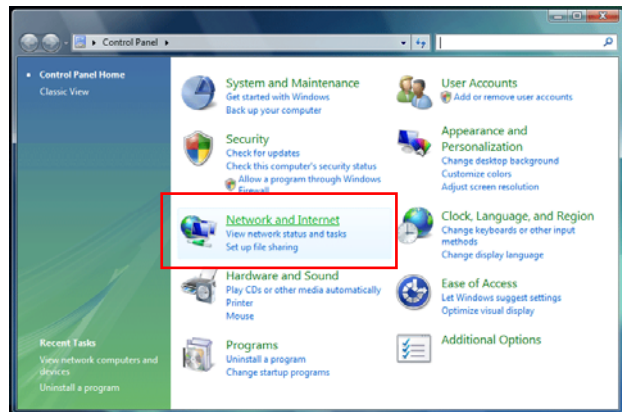 Control Panel
Control Panel Home
Classic View
System and Maintenance
Get started with Windows
Back up your computer
Security
Check for updates
Check this computer's security status
Allow a program through Windows
Firewall
Network and Internet
View network status and tasks
Set up file sharing
Hardware and Sound
Play CDs or other media automatically
Printer
Mouse
Programs
Uninstall a program
Change startup programs
User Accounts
Add or remove user accounts
Appearance and
Personalization
Change desktop background
Customize colors
Adjust screen resolution
Clock, Language, and Region
Change keyboards or other input
methods
Change display language
Ease of Access
Let Windows suggest settings
Optimize visual display
Additional Options
Recent Tasks
View network computers and
devices
Uninstall a program